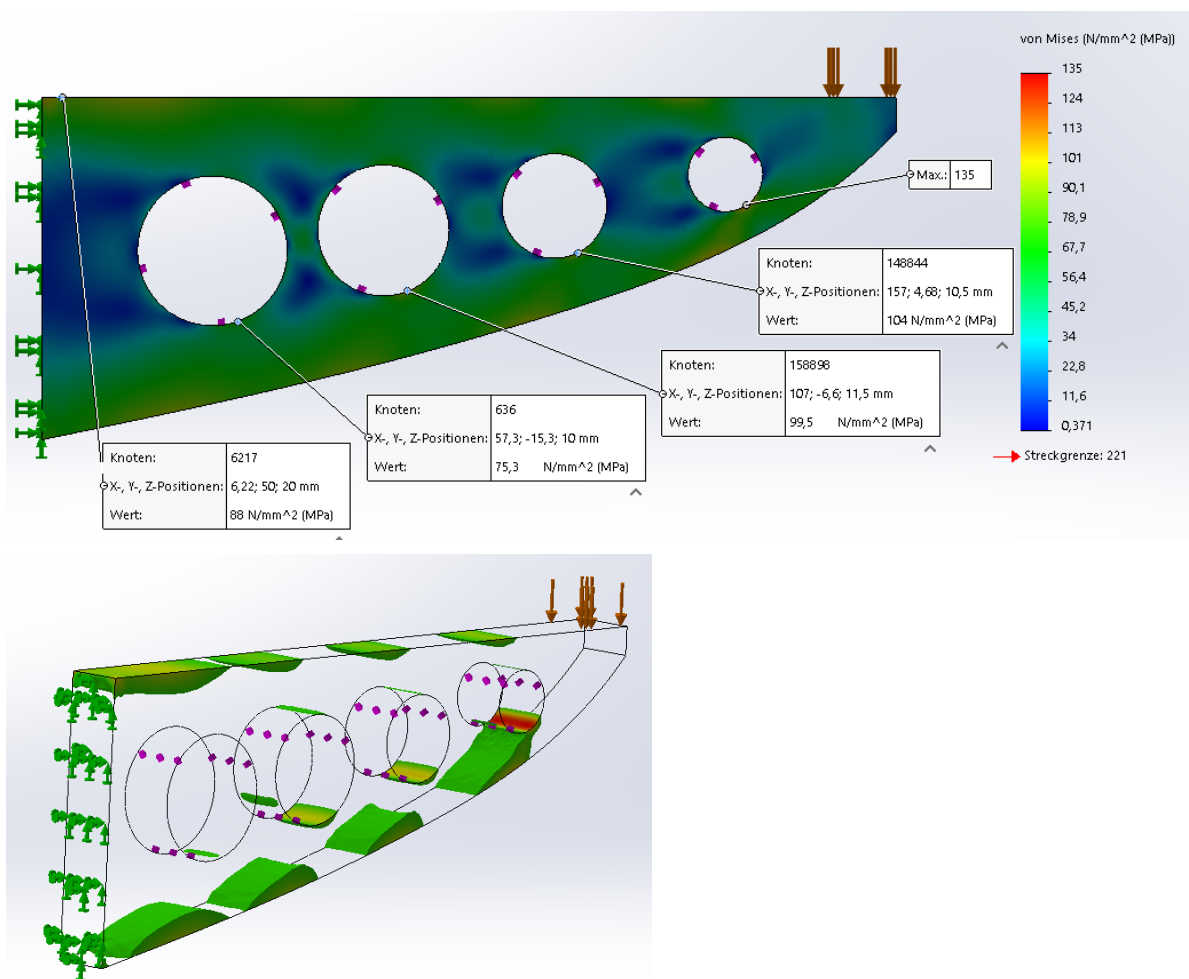 von Mises (N/mm^2 (MPa))
135
124
113
101
90,1
78,9
67,7
56,4
45,2
34
22,8
11,6
0,371
Streckgrenze: 221
Max.: 135
Knoten: 148844
X-, Y-, Z-Positionen: 157; 4,68; 10,5 mm
Wert: 104 N/mm^2 (MPa)
Knoten: 158898
X-, Y-, Z-Positionen: 107; -6,6; 11,5 mm
Wert: 99,5 N/mm^2 (MPa)
Knoten: 636
X-, Y-, Z-Positionen: 57,3; -15,3; 10 mm
Wert: 75,3 N/mm^2 (MPa)
Knoten: 6217
X-, Y-, Z-Positionen: 6,22; 50; 20 mm
Wert: 88 N/mm^2 (MPa)